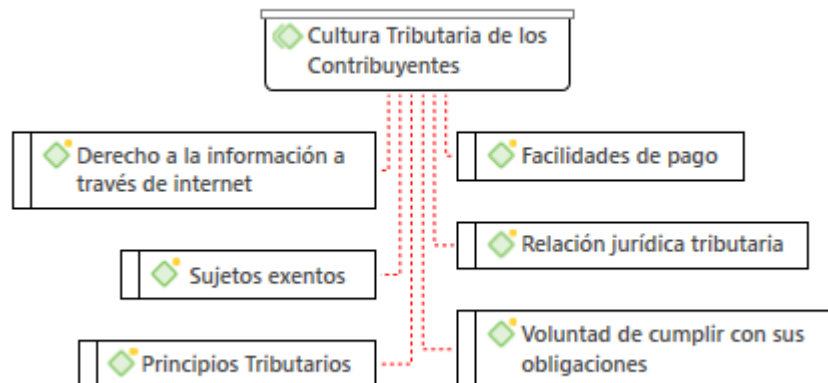 Cultura Tributaria de los
Contribuyentes
Derecho a la información a
través de internet
Facilidades de pago
Sujetos exentos
Relación jurídica tributaria
Principios Tributarios
Voluntad de cumplir con sus
obligaciones